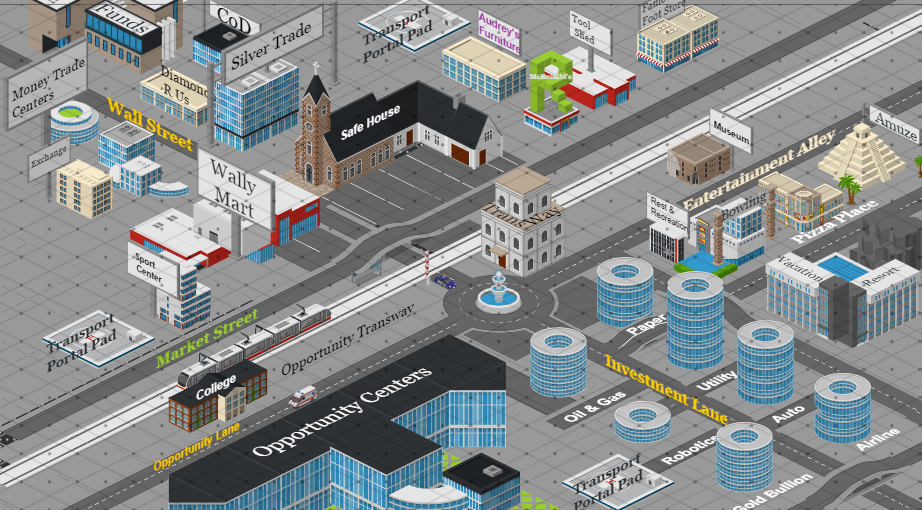 Funds
CoD
Silver Trade
Transport
Portal Pad
Audrey's
Furniture
Tool
Shed
Foot Store
Money Trade
Centers
Diamond
-R Us
Wall Street
McRonald's
Safe House
Museum
Amuze
Exchange
Wally
Mart
Entertainment Alley
Rest &
Recreation
Bowling
Pizza Place
Sport
Center
Vacation
Resort
Transport
Portal Pad
Market Street
Opportunity Transway
College
Opportunity Lane
Opportunity Centers
Paper
Investment Lane
Utility
Oil & Gas
Auto
Robotics
Airline
Transport
Portal Pad
Gold Bullion